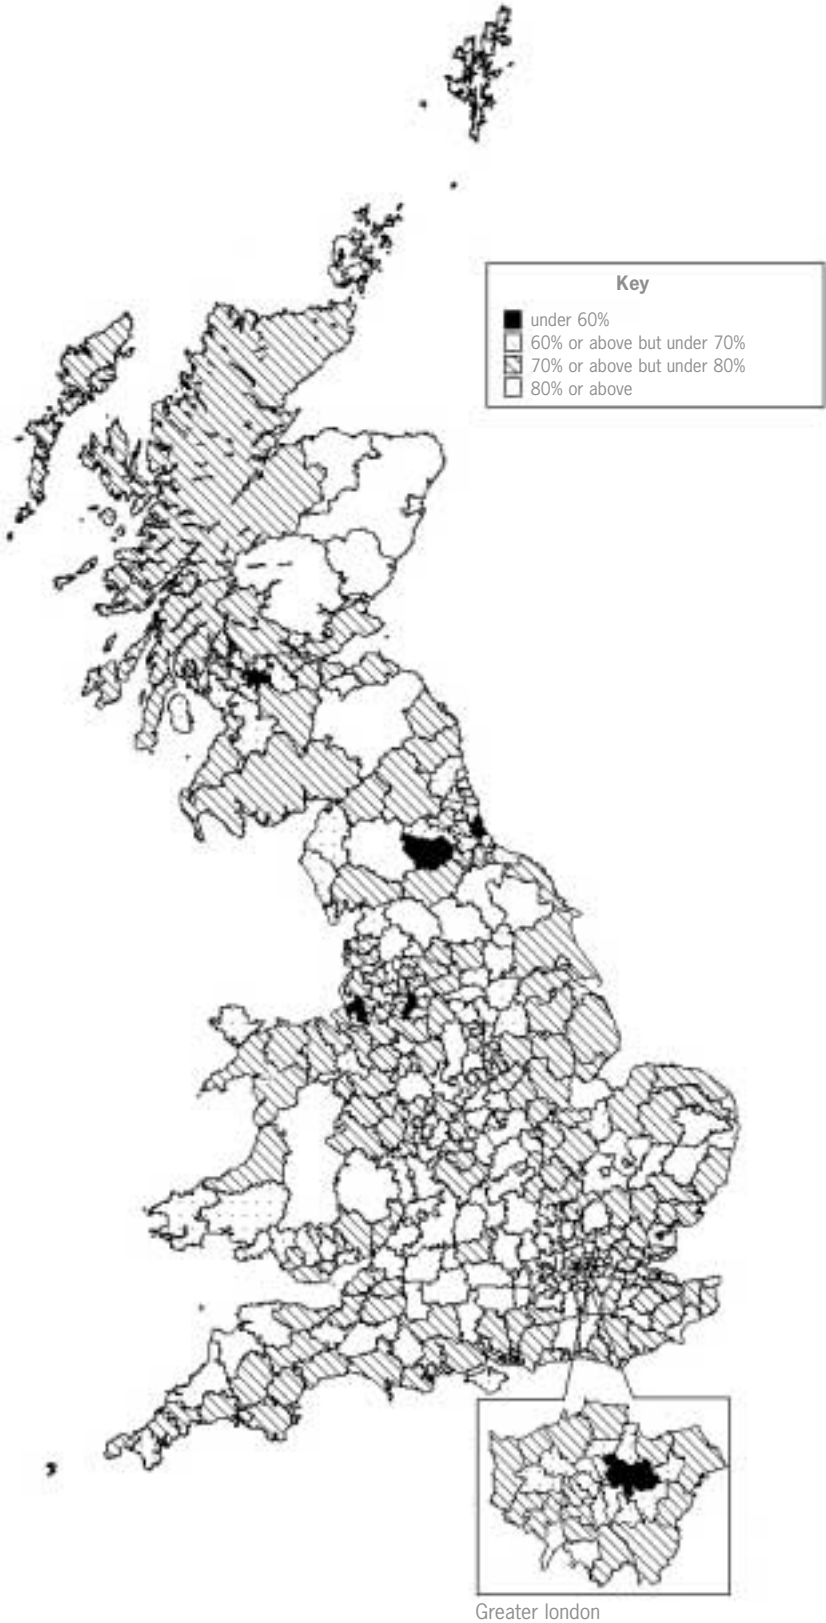 Key
under 60%
60% or above but under 70%
70% or above but under 80%
80% or above
Greater london